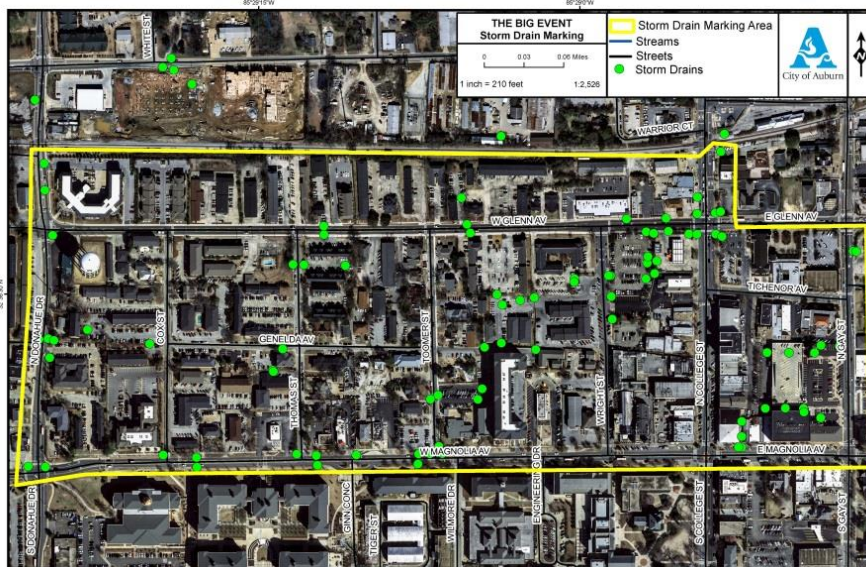 85°29'15"W
85°29'0"W
THE BIG EVENT
Storm Drain Marking
0 0.03 0.06 Miles
1 inch = 210 feet 1:2,526
Storm Drain Marking Area
Streams
Streets
Storm Drains
City of Auburn
N
WHITE ST
WARRIOR CT
W GLENN AV
E GLENN AV
TICHENOR AV
N DONAHUE DR
COX ST
GENELDA AV
THOMAS ST
TOOMER ST
WRIGHT ST
N COLLEGE ST
N GAY ST
W MAGNOLIA AV
E MAGNOLIA AV
S DONAHUE DR
GINN CONC
TIGER ST
WILMORE DR
ENGINEERING DR
S COLLEGE ST
S GAY ST